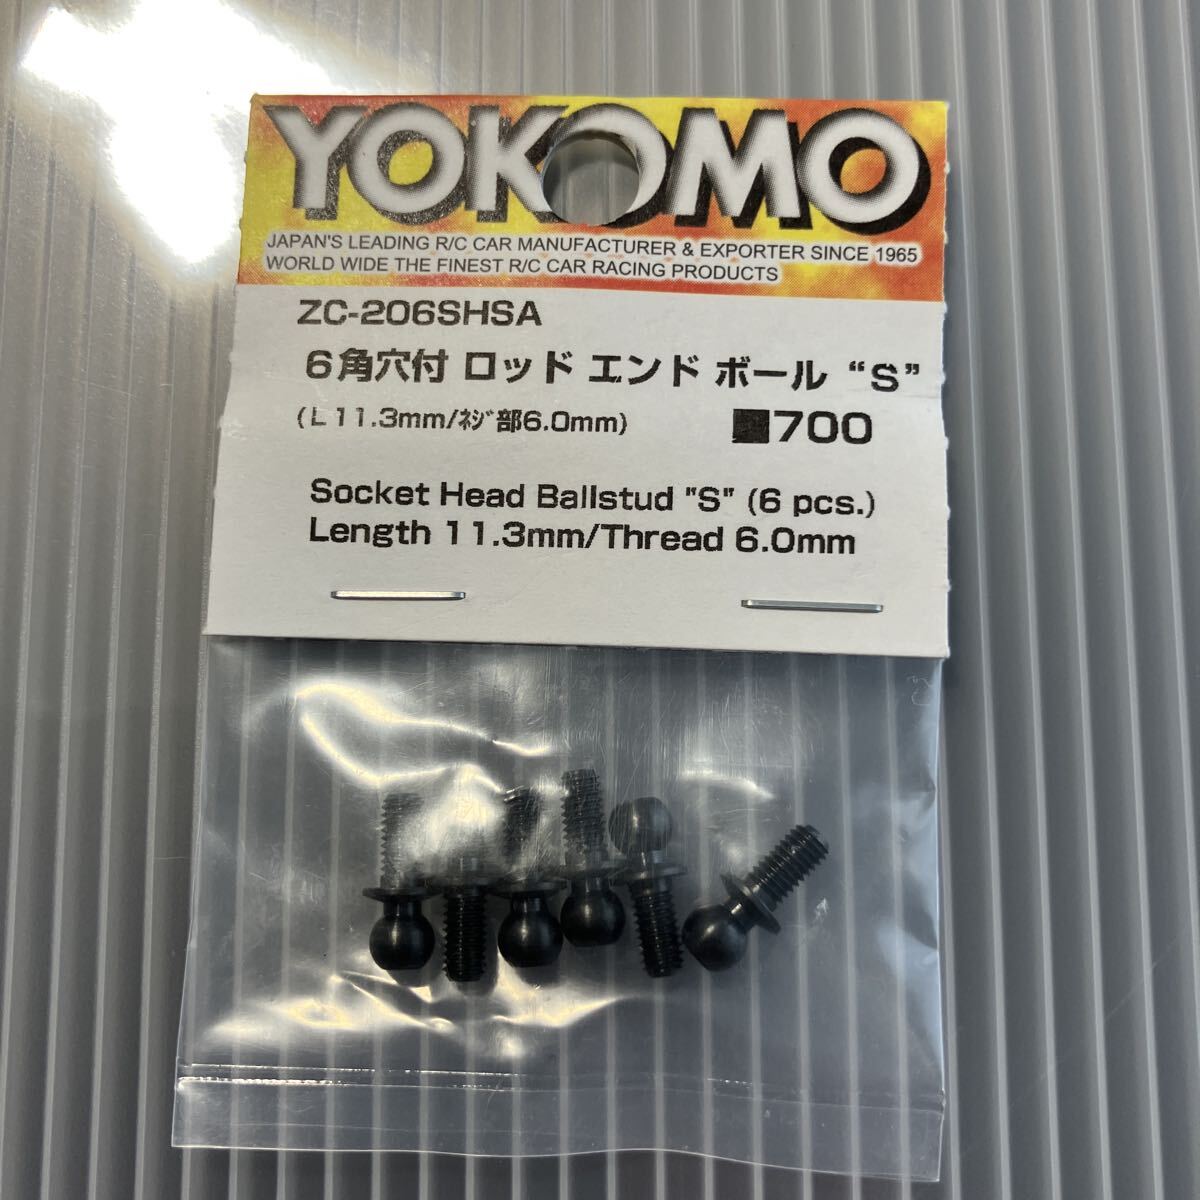 YOKOMO
JAPAN'S LEADING R/C CAR MANUFACTURER & EXPORTER SINCE 1965
WORLD WIDE THE FINEST R/C CAR RACING PRODUCTS
ZC-206SHSA
6角穴付 ロッド エンド ボール “S”
(L11.3mm/ﾈｼﾞ部6.0mm) ■700
Socket Head Ballstud "S" (6 pcs.)
Length 11.3mm/Thread 6.0mm